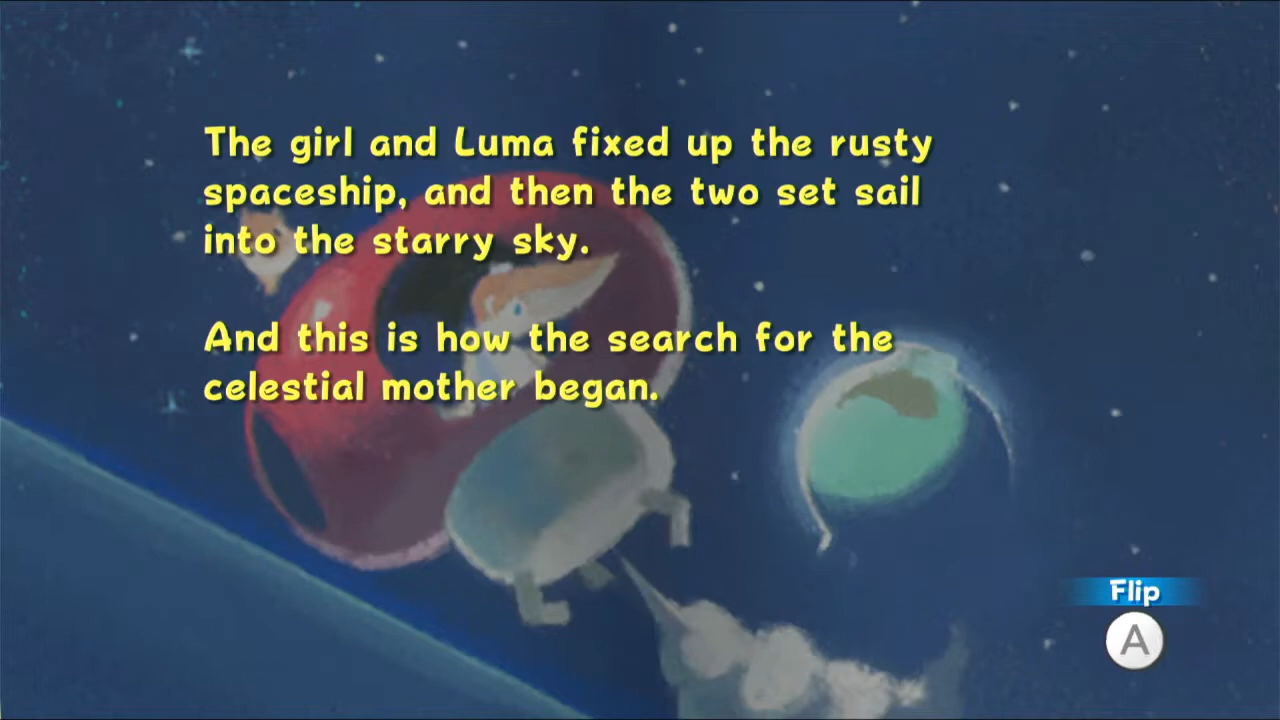 The girl and Luma fixed up the rusty
spaceship, and then the two set sail
into the starry sky.
And this is how the search for the
celestial mother began.
Flip
A